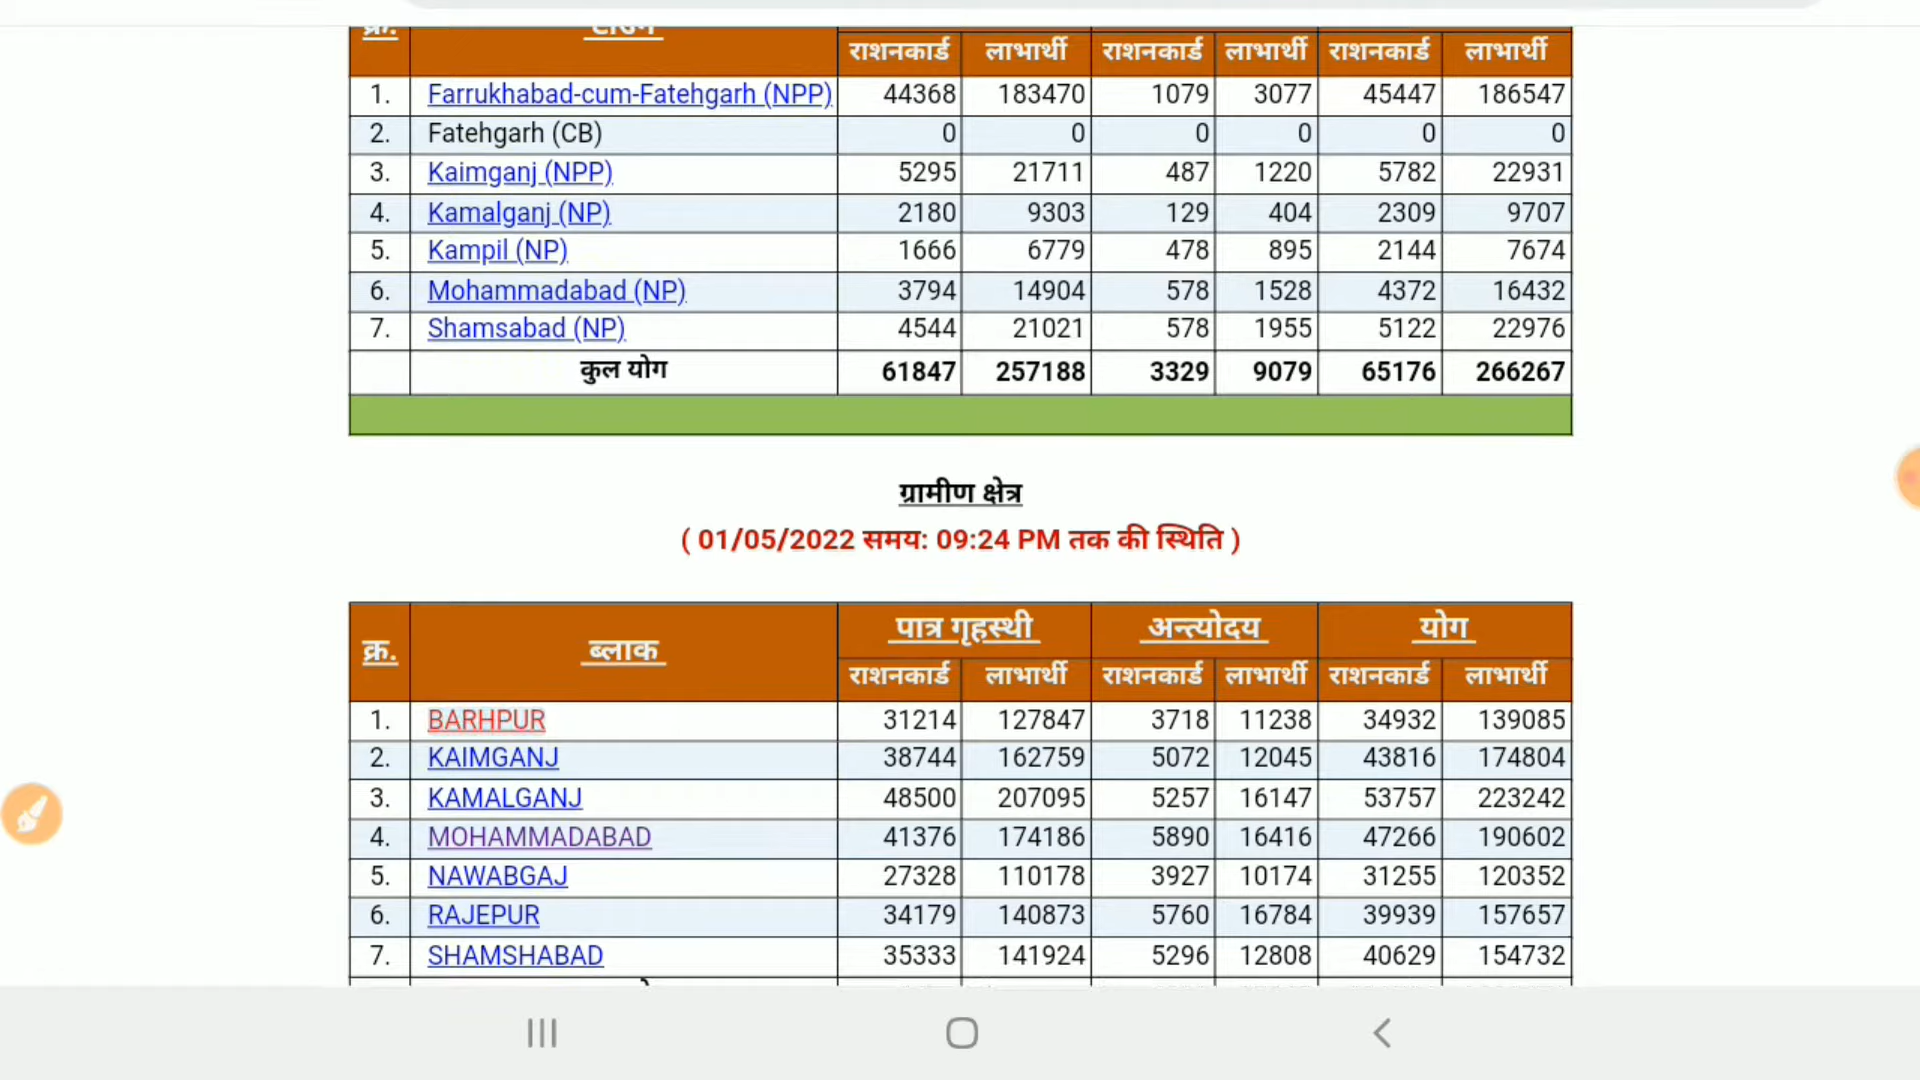 क्र. टाउन
राशनकार्ड लाभार्थी राशनकार्ड लाभार्थी राशनकार्ड लाभार्थी
1. Farrukhabad-cum-Fatehgarh (NPP) 44368 183470 1079 3077 45447 186547
2. Fatehgarh (CB) 0 0 0 0 0 0
3. Kaimganj (NPP) 5295 21711 487 1220 5782 22931
4. Kamalganj (NP) 2180 9303 129 404 2309 9707
5. Kampil (NP) 1666 6779 478 895 2144 7674
6. Mohammadabad (NP) 3794 14904 578 1528 4372 16432
7. Shamsabad (NP) 4544 21021 578 1955 5122 22976
कुल योग 61847 257188 3329 9079 65176 266267
ग्रामीण क्षेत्र
( 01/05/2022 समय: 09:24 PM तक की स्थिति )
क्र. ब्लाक पात्र गृहस्थी अन्त्योदय योग
राशनकार्ड लाभार्थी राशनकार्ड लाभार्थी राशनकार्ड लाभार्थी
1. BARHPUR 31214 127847 3718 11238 34932 139085
2. KAIMGANJ 38744 162759 5072 12045 43816 174804
3. KAMALGANJ 48500 207095 5257 16147 53757 223242
4. MOHAMMADABAD 41376 174186 5890 16416 47266 190602
5. NAWABGAJ 27328 110178 3927 10174 31255 120352
6. RAJEPUR 34179 140873 5760 16784 39939 157657
7. SHAMSHABAD 35333 141924 5296 12808 40629 154732